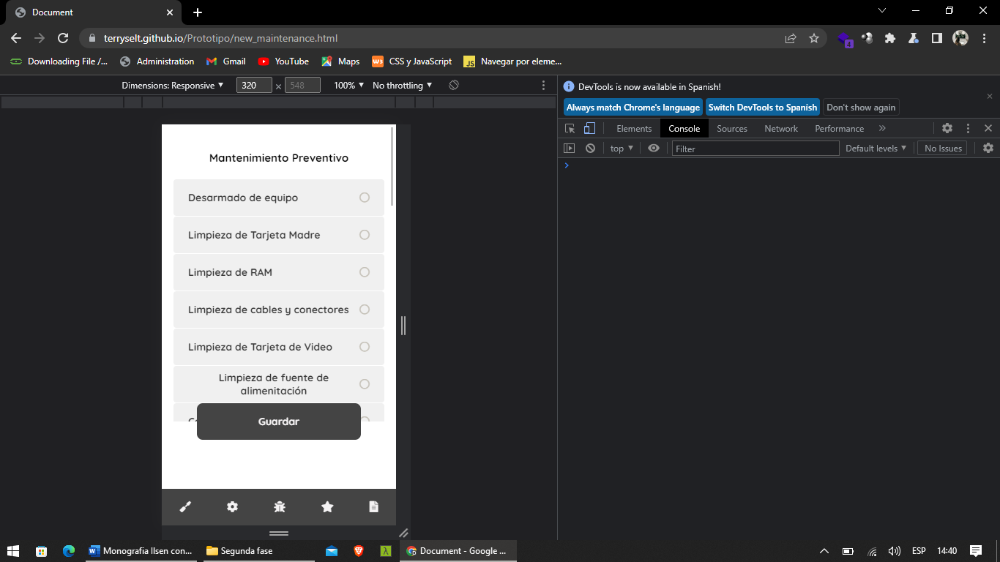 Document
terryselt.github.io/Prototipo/new_maintenance.html
4
Downloading File /... Administration Gmail YouTube Maps CSS y JavaScript Navegar por eleme...
Dimensions: Responsive 320 × 548 100% No throttling
Mantenimiento Preventivo
Desarmado de equipo
Limpieza de Tarjeta Madre
Limpieza de RAM
Limpieza de cables y conectores
Limpieza de Tarjeta de Video
Limpieza de fuente de
alimenitación
Guardar
DevTools is now available in Spanish!
Always match Chrome's language Switch DevTools to Spanish Don't show again
Elements Console Sources Network Performance
top Filter Default levels No Issues
Monografia Ilsen con... Segunda fase Document - Google ... ESP 14:40